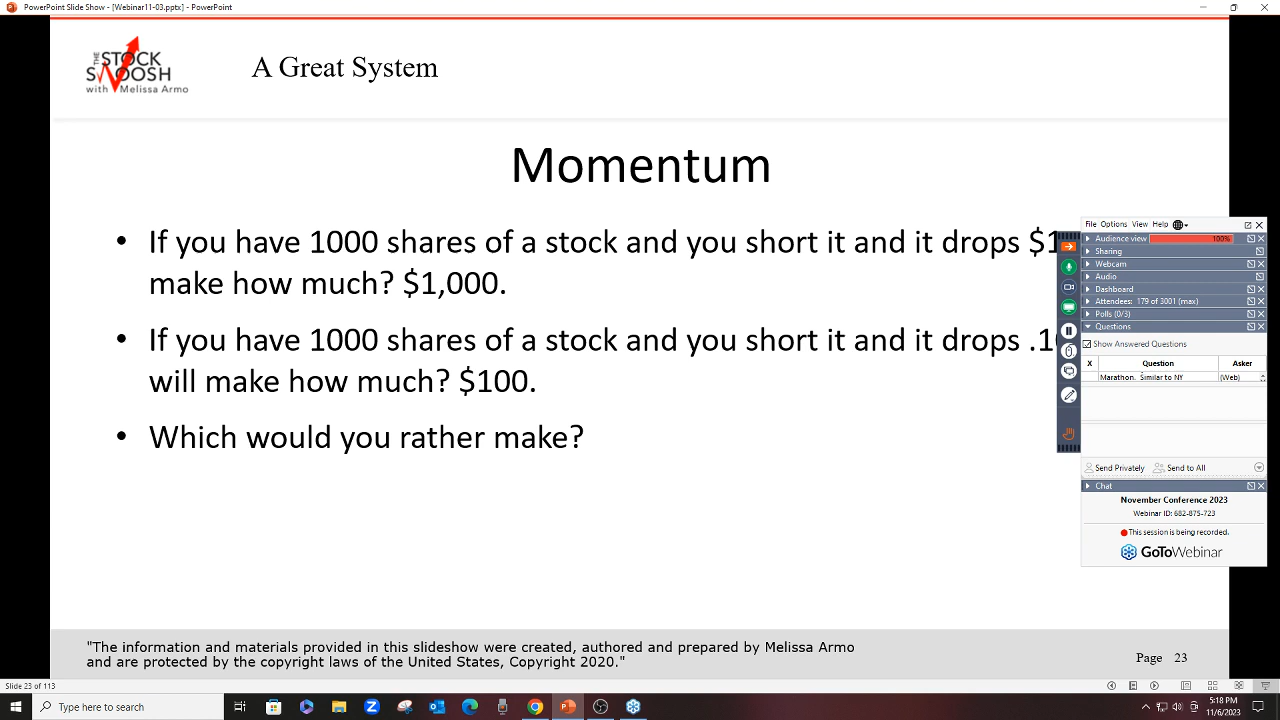 PowerPoint Slide Show - [Webinar11-03.pptx] - PowerPoint
THE
STOCK
SWOOSH
with Melissa Armo
A Great System
Momentum
• If you have 1000 shares of a stock and you short it and it drops $1
make how much? $1,000.
• If you have 1000 shares of a stock and you short it and it drops .10
will make how much? $100.
• Which would you rather make?
File Options View Help
Audience view 100%
Sharing
Webcam
Audio
Dashboard
Attendees: 179 of 3001 (max)
Polls (0/3)
Questions
Show Answered Questions
X Question Asker
Marathon. Similar to NY (Web)
Send Privately Send to All
Chat
November Conference 2023
Webinar ID: 682-875-723
This session is being recorded.
GoToWebinar
"The information and materials provided in this slideshow were created, authored and prepared by Melissa Armo
and are protected by the copyright laws of the United States, Copyright 2020."
Page 23
Slide 23 of 113
Type here to search
5:18 PM
11/6/2023